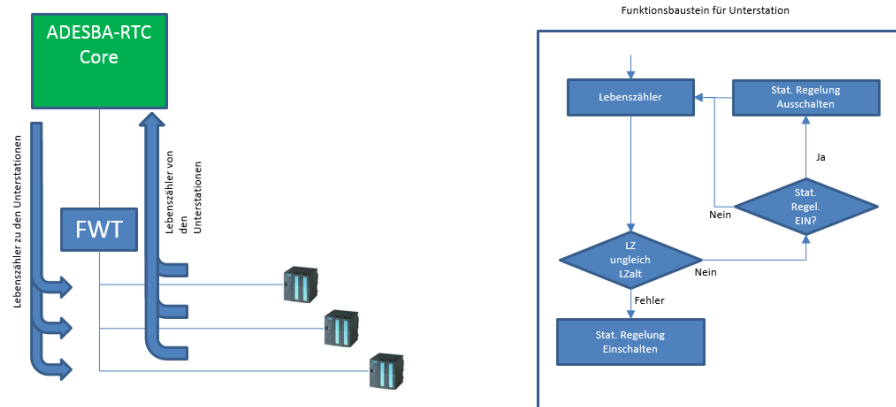 Funktionsbaustein für Unterstation
ADESBA-RTC
Core
Lebenszähler zu den Unterstationen
Lebenszähler von
den
Unterstationen
FWT
Lebenszähler
Stat. Regelung
Ausschalten
Ja
Stat.
Regel.
EIN?
Nein
LZ
ungleich
LZalt
Nein
Fehler
Stat. Regelung
Einschalten